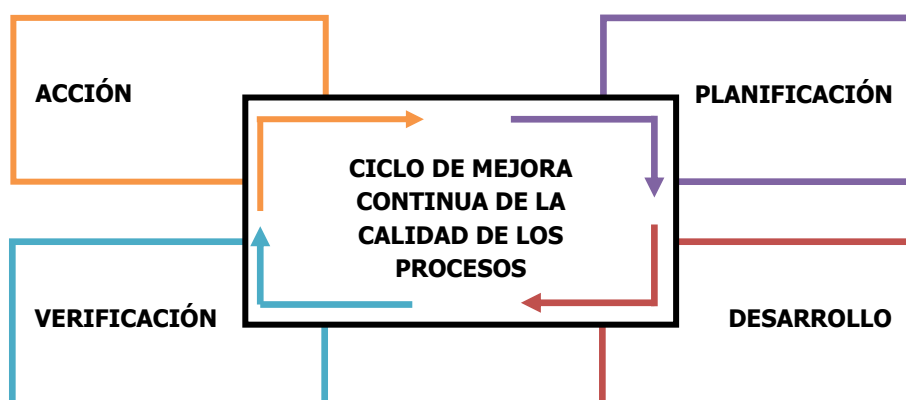 ACCIÓN
PLANIFICACIÓN
CICLO DE MEJORA
CONTINUA DE LA
CALIDAD DE LOS
PROCESOS
VERIFICACIÓN
DESARROLLO